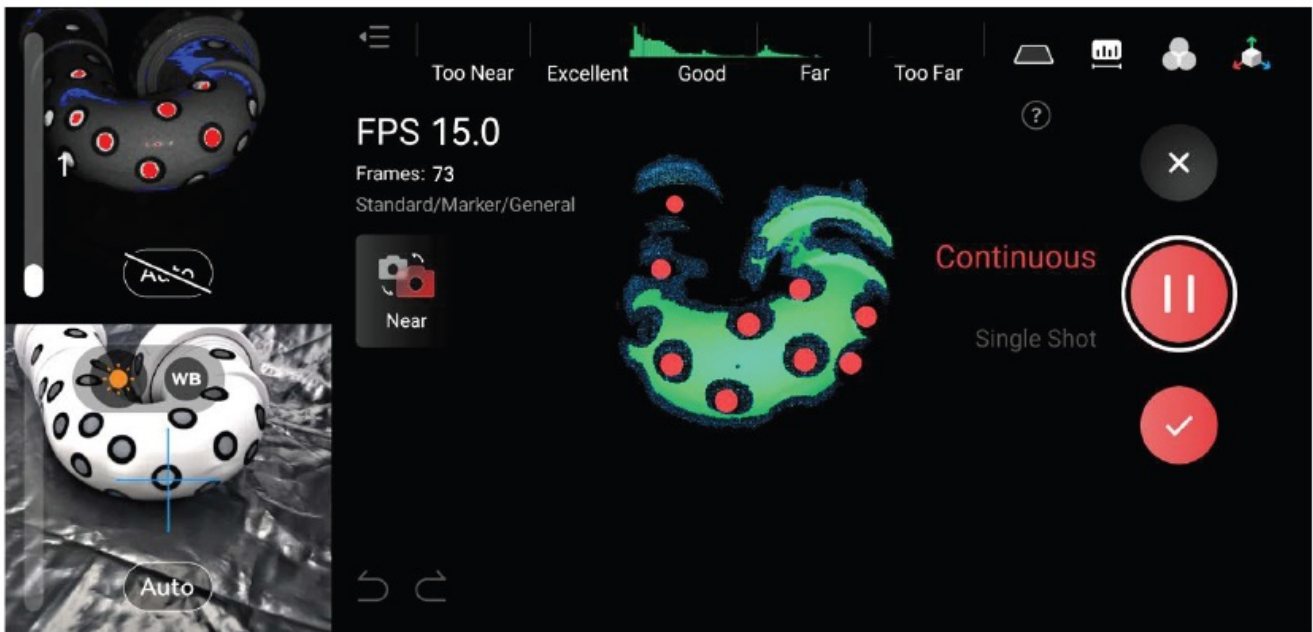 1
Auto
WB
Auto
Too Near
Excellent
Good
Far
Too Far
?
FPS 15.0
Frames: 73
Standard/Marker/General
Near
Continuous
Single Shot